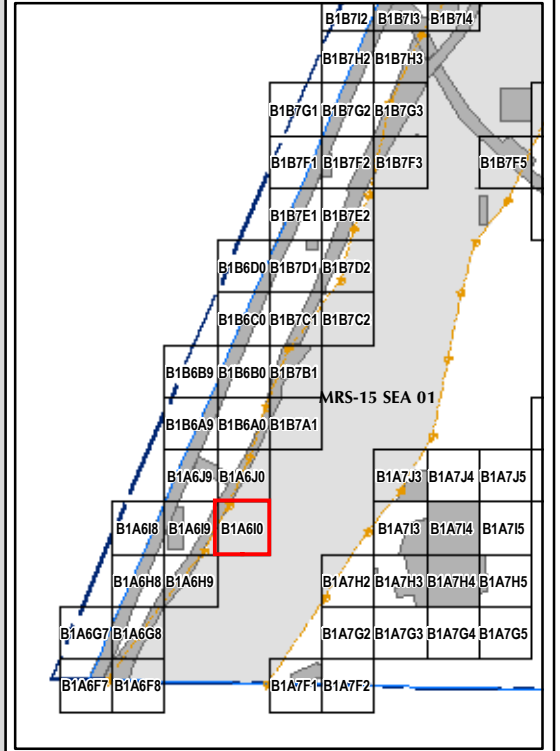 B1B7I2 B1B7I3 B1B7I4
B1B7H2 B1B7H3
B1B7G1 B1B7G2 B1B7G3
B1B7F1 B1B7F2 B1B7F3 B1B7F5
B1B7E1 B1B7E2
B1B6D0 B1B7D1 B1B7D2
B1B6C0 B1B7C1 B1B7C2
B1B6B9 B1B6B0 B1B7B1
MRS-15 SEA 01
B1B6A9 B1B6A0 B1B7A1
B1A6J9 B1A6J0 B1A7J3 B1A7J4 B1A7J5
B1A6I8 B1A6I9 B1A6I0 B1A7I3 B1A7I4 B1A7I5
B1A6H8 B1A6H9 B1A7H2 B1A7H3 B1A7H4 B1A7H5
B1A6G7 B1A6G8 B1A7G2 B1A7G3 B1A7G4 B1A7G5
B1A6F7 B1A6F8 B1A7F1 B1A7F2